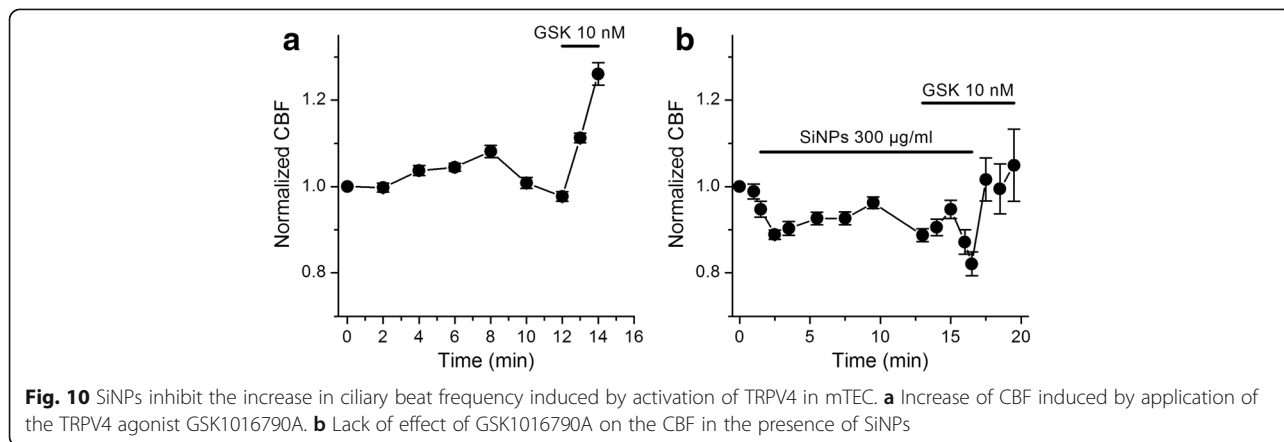 a
GSK 10 nM
1.2
1.0
0.8
Normalized CBF
0 2 4 6 8 10 12 14 16
Time (min)
b
GSK 10 nM
SiNPs 300 µg/ml
1.2
1.0
0.8
Normalized CBF
0 5 10 15 20
Time (min)
Fig. 10 SiNPs inhibit the increase in ciliary beat frequency induced by activation of TRPV4 in mTEC. a Increase of CBF induced by application of
the TRPV4 agonist GSK1016790A. b Lack of effect of GSK1016790A on the CBF in the presence of SiNPs